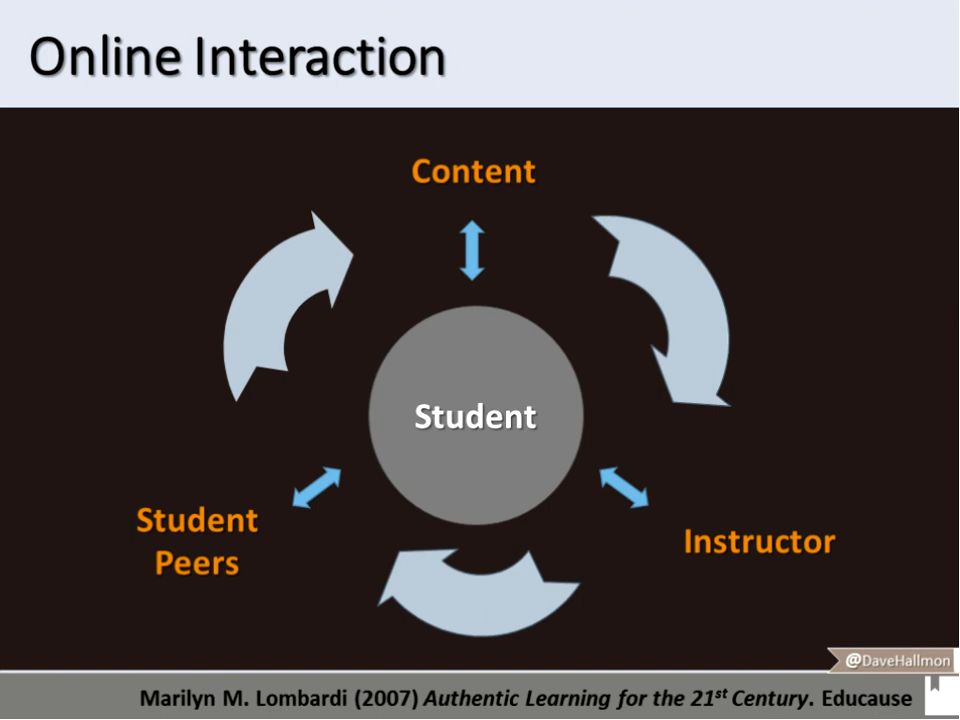 Online Interaction
Content
Student
Student
Peers
Instructor
@DaveHallmon
Marilyn M. Lombardi (2007) Authentic Learning for the 21st Century. Educause